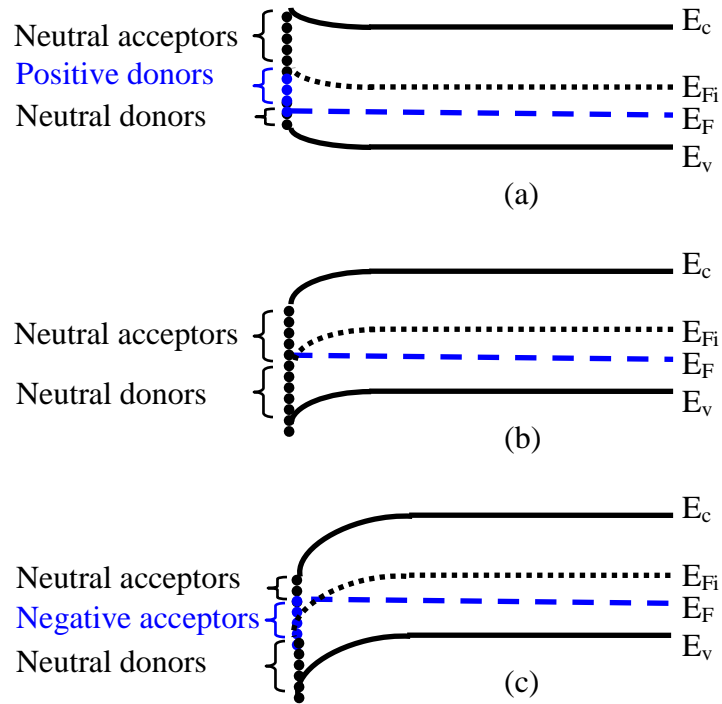 Neutral acceptors
E_c
Positive donors
E_Fi
Neutral donors
E_F
E_v
(a)
E_c
Neutral acceptors
E_Fi
E_F
Neutral donors
E_v
(b)
E_c
Neutral acceptors
E_Fi
Negative acceptors
E_F
Neutral donors
E_v
(c)